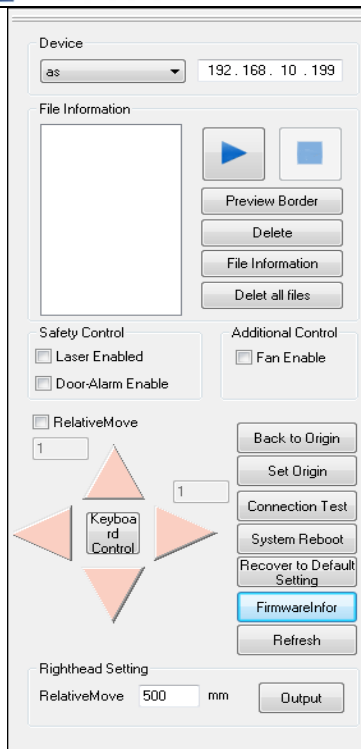 Device
as 192 . 168 . 10 . 199
File Information
Preview Border
Delete
File Information
Delet all files
Safety Control Additional Control
Laser Enabled Fan Enable
Door-Alarm Enable
RelativeMove
Back to Origin
1
Set Origin
1
Connection Test
Keyboa
rd
Control
System Reboot
Recover to Default
Setting
FirmwareInfor
Refresh
Righthead Setting
RelativeMove 500 mm Output